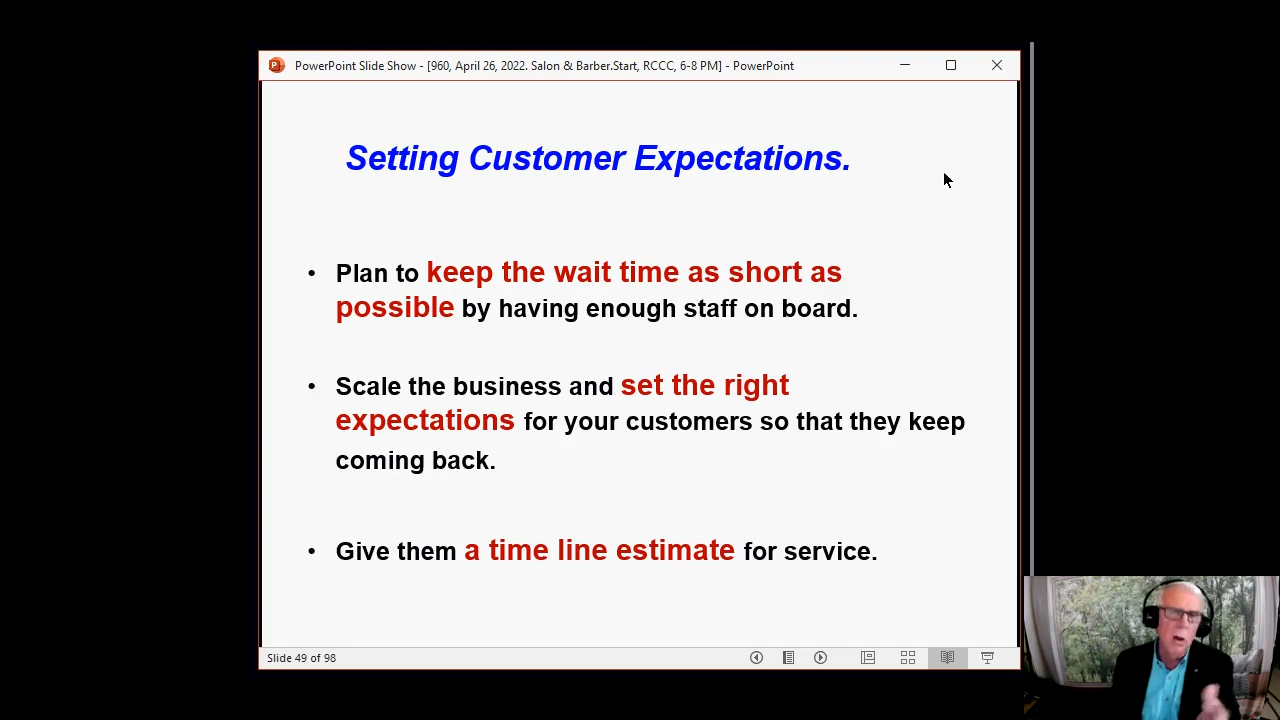 PowerPoint Slide Show - [960, April 26, 2022. Salon & Barber.Start, RCCC, 6-8 PM] - PowerPoint
Setting Customer Expectations.
• Plan to keep the wait time as short as
possible by having enough staff on board.
• Scale the business and set the right
expectations for your customers so that they keep
coming back.
• Give them a time line estimate for service.
Slide 49 of 98